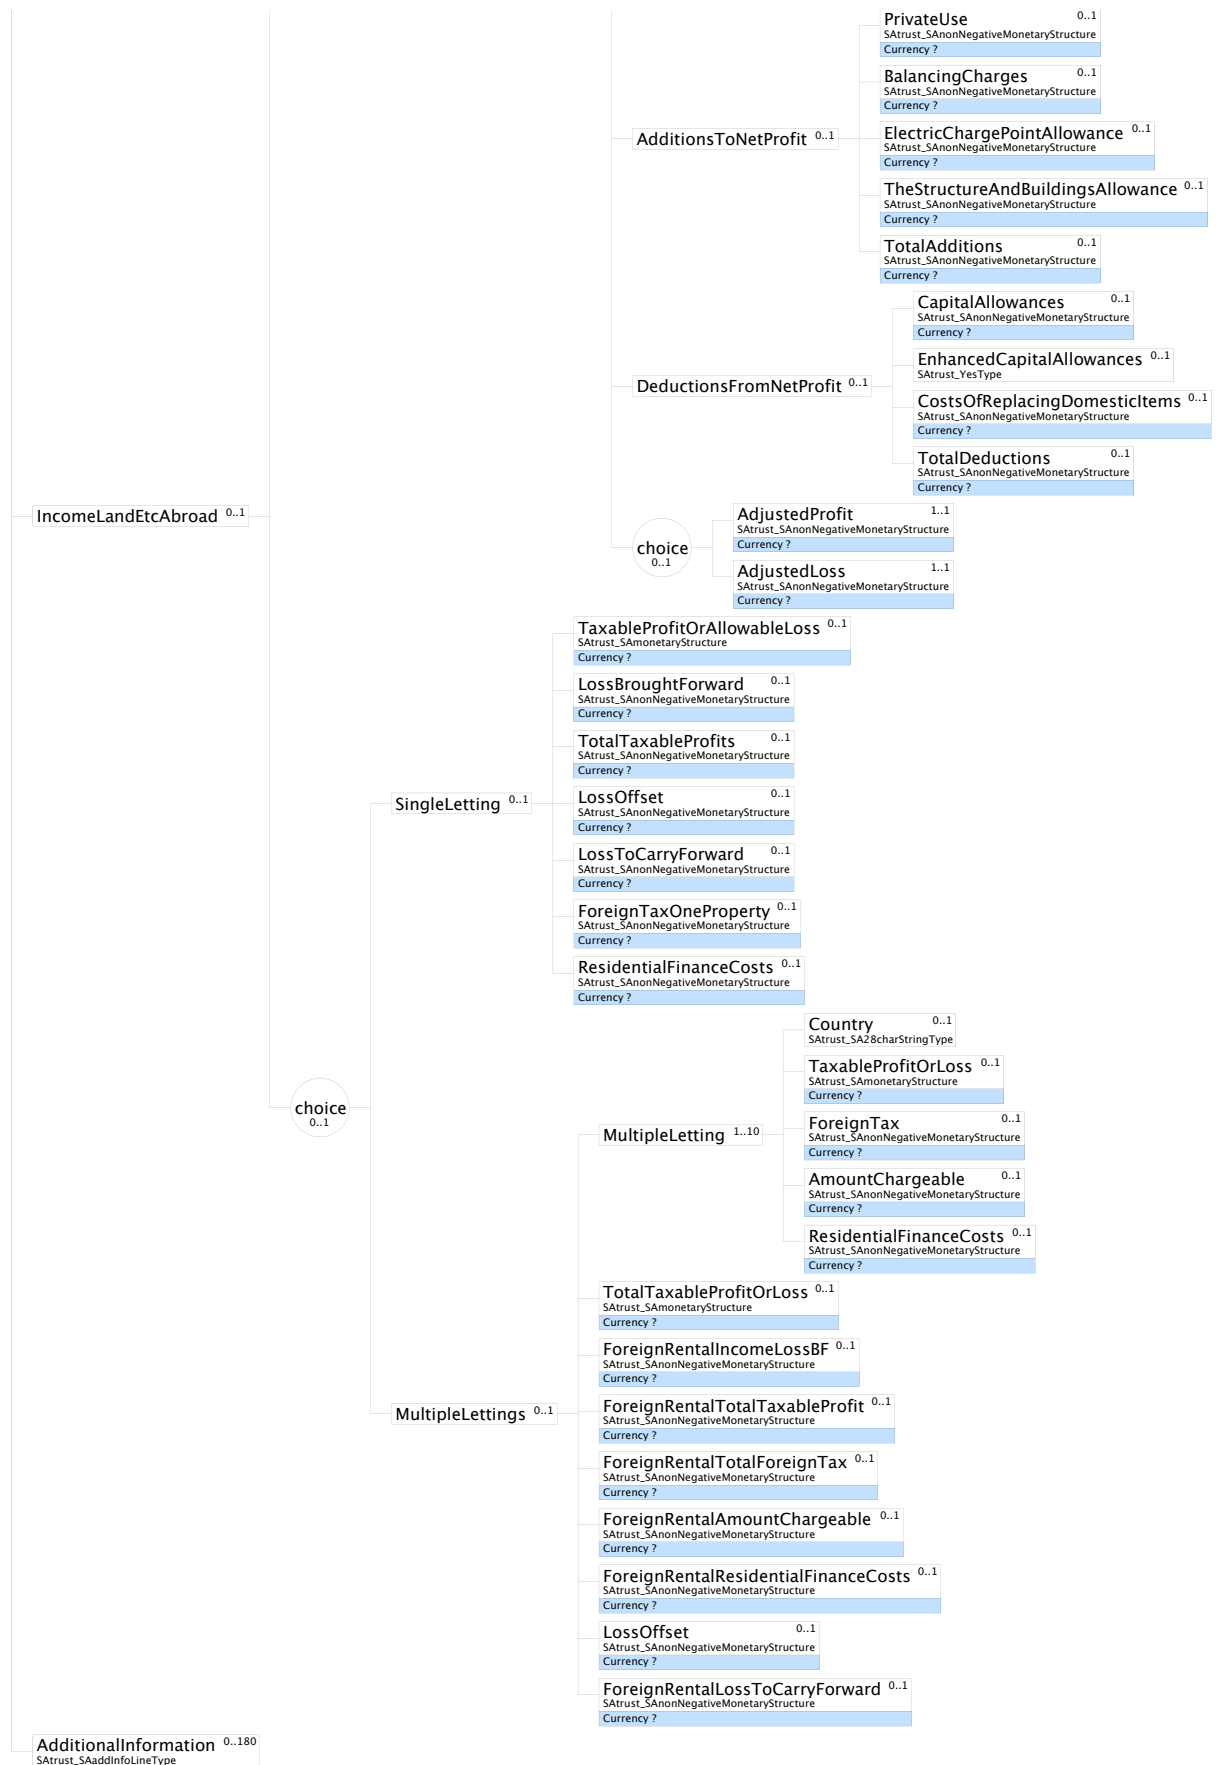 PrivateUse 0..1
SAtrust_SAnonNegativeMonetaryStructure
Currency ?
BalancingCharges 0..1
SAtrust_SAnonNegativeMonetaryStructure
Currency ?
AdditionsToNetProfit 0..1
ElectricChargePointAllowance 0..1
SAtrust_SAnonNegativeMonetaryStructure
Currency ?
TheStructureAndBuildingsAllowance 0..1
SAtrust_SAnonNegativeMonetaryStructure
Currency ?
TotalAdditions 0..1
SAtrust_SAnonNegativeMonetaryStructure
Currency ?
CapitalAllowances 0..1
SAtrust_SAnonNegativeMonetaryStructure
Currency ?
EnhancedCapitalAllowances 0..1
SAtrust_YesType
DeductionsFromNetProfit 0..1
CostsOfReplacingDomesticItems 0..1
SAtrust_SAnonNegativeMonetaryStructure
Currency ?
TotalDeductions 0..1
SAtrust_SAnonNegativeMonetaryStructure
Currency ?
IncomeLandEtcAbroad 0..1
AdjustedProfit 1..1
SAtrust_SAnonNegativeMonetaryStructure
Currency ?
choice
0..1
AdjustedLoss 1..1
SAtrust_SAnonNegativeMonetaryStructure
Currency ?
TaxableProfitOrAllowableLoss 0..1
SAtrust_SAmonetaryStructure
Currency ?
LossBroughtForward 0..1
SAtrust_SAnonNegativeMonetaryStructure
Currency ?
TotalTaxableProfits 0..1
SAtrust_SAnonNegativeMonetaryStructure
Currency ?
SingleLetting 0..1
LossOffset 0..1
SAtrust_SAnonNegativeMonetaryStructure
Currency ?
LossToCarryForward 0..1
SAtrust_SAnonNegativeMonetaryStructure
Currency ?
ForeignTaxOneProperty 0..1
SAtrust_SAnonNegativeMonetaryStructure
Currency ?
ResidentialFinanceCosts 0..1
SAtrust_SAnonNegativeMonetaryStructure
Currency ?
Country 0..1
SAtrust_SA28charStringType
TaxableProfitOrLoss 0..1
SAtrust_SAmonetaryStructure
Currency ?
choice
0..1
MultipleLetting 1..10
ForeignTax 0..1
SAtrust_SAnonNegativeMonetaryStructure
Currency ?
AmountChargeable 0..1
SAtrust_SAnonNegativeMonetaryStructure
Currency ?
ResidentialFinanceCosts 0..1
SAtrust_SAnonNegativeMonetaryStructure
Currency ?
TotalTaxableProfitOrLoss 0..1
SAtrust_SAmonetaryStructure
Currency ?
ForeignRentalIncomeLossBF 0..1
SAtrust_SAnonNegativeMonetaryStructure
Currency ?
MultipleLettings 0..1
ForeignRentalTotalTaxableProfit 0..1
SAtrust_SAnonNegativeMonetaryStructure
Currency ?
ForeignRentalTotalForeignTax 0..1
SAtrust_SAnonNegativeMonetaryStructure
Currency ?
ForeignRentalAmountChargeable 0..1
SAtrust_SAnonNegativeMonetaryStructure
Currency ?
ForeignRentalResidentialFinanceCosts 0..1
SAtrust_SAnonNegativeMonetaryStructure
Currency ?
LossOffset 0..1
SAtrust_SAnonNegativeMonetaryStructure
Currency ?
ForeignRentalLossToCarryForward 0..1
SAtrust_SAnonNegativeMonetaryStructure
Currency ?
AdditionalInformation 0..180
SAtrust_SAaddInfoLineType